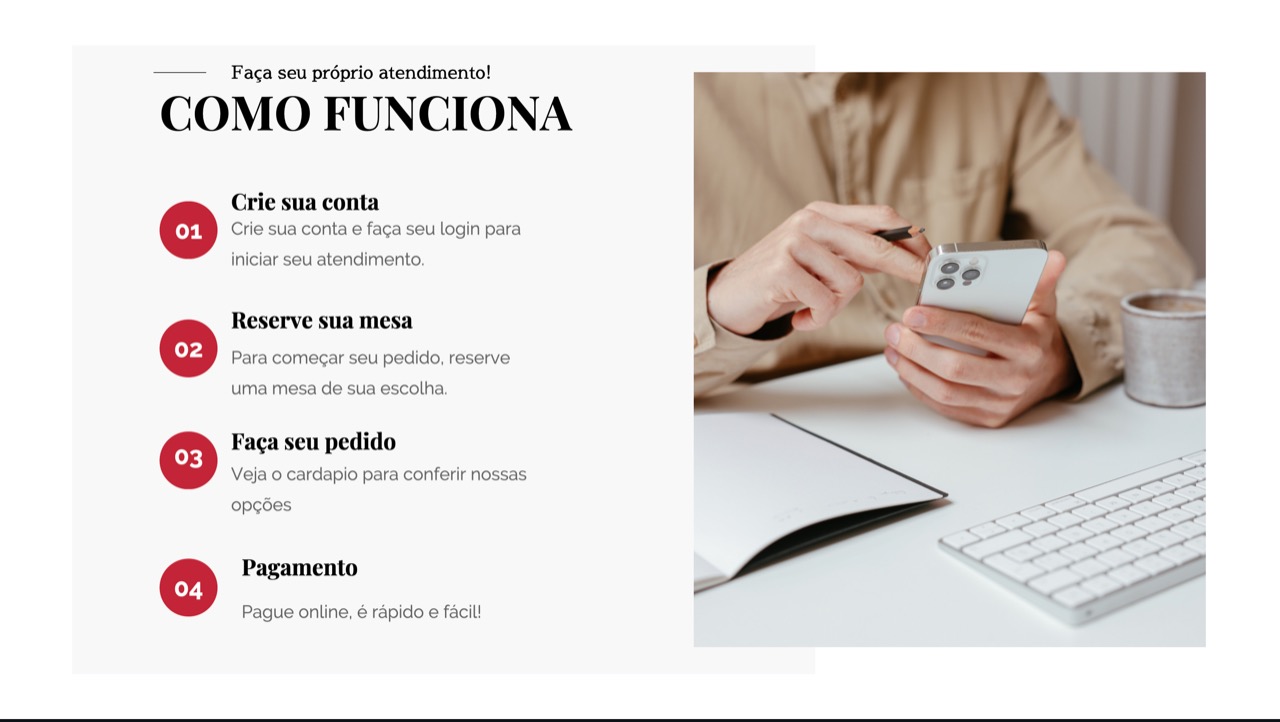 Faça seu próprio atendimento!
COMO FUNCIONA
01
Crie sua conta
Crie sua conta e faça seu login para
iniciar seu atendimento.
02
Reserve sua mesa
Para começar seu pedido, reserve
uma mesa de sua escolha.
03
Faça seu pedido
Veja o cardapio para conferir nossas
opções
04
Pagamento
Pague online, é rápido e fácil!